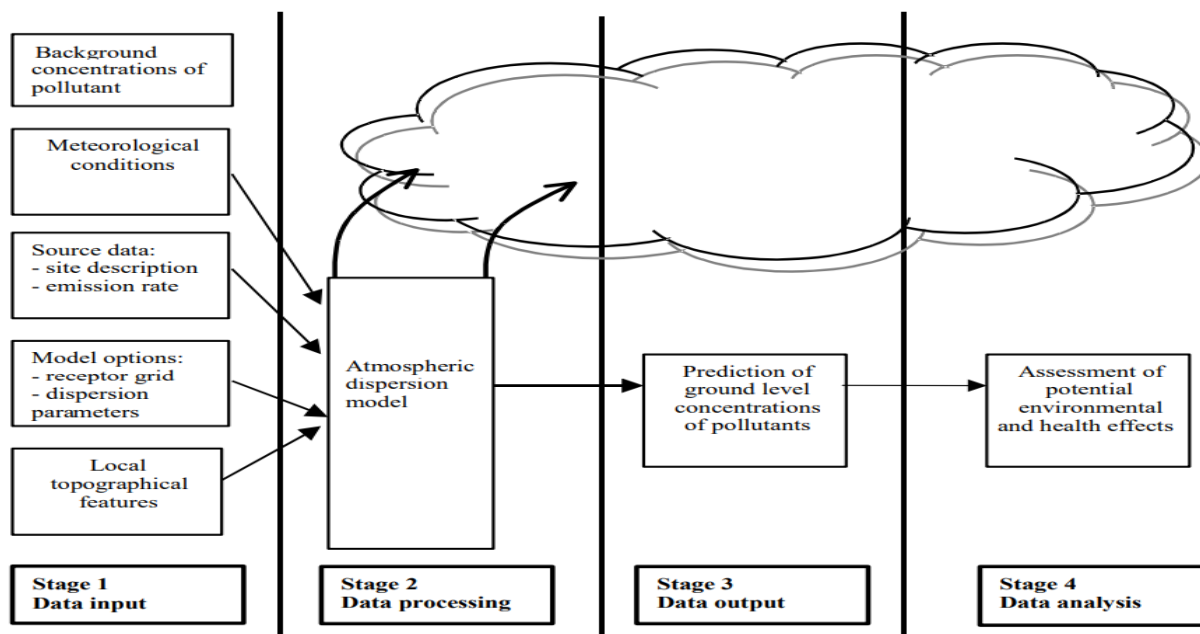 Background
concentrations of
pollutant
Meteorological
conditions
Source data:
- site description
- emission rate
Model options:
- receptor grid
- dispersion
parameters
Local
topographical
features
Atmospheric
dispersion
model
Prediction of
ground level
concentrations
of pollutants
Assessment of
potential
environmental
and health effects
Stage 1
Data input
Stage 2
Data processing
Stage 3
Data output
Stage 4
Data analysis